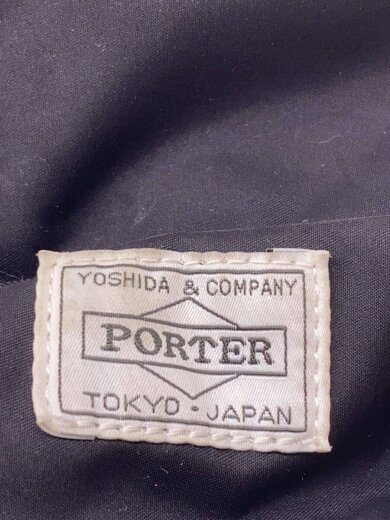 YOSHIDA & COMPANY
PORTER
TOKYO · JAPAN